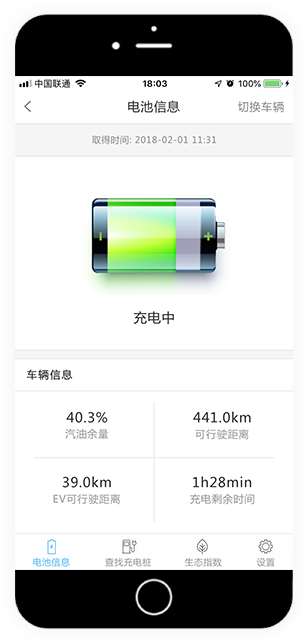 中国联通 18:03 100%
电池信息 切换车辆
取得时间: 2018-02-01 11:31
充电中
车辆信息
40.3% 441.0km
汽油余量 可行驶距离
39.0km 1h28min
EV可行驶距离 充电剩余时间
电池信息 查找充电桩 生态指数 设置